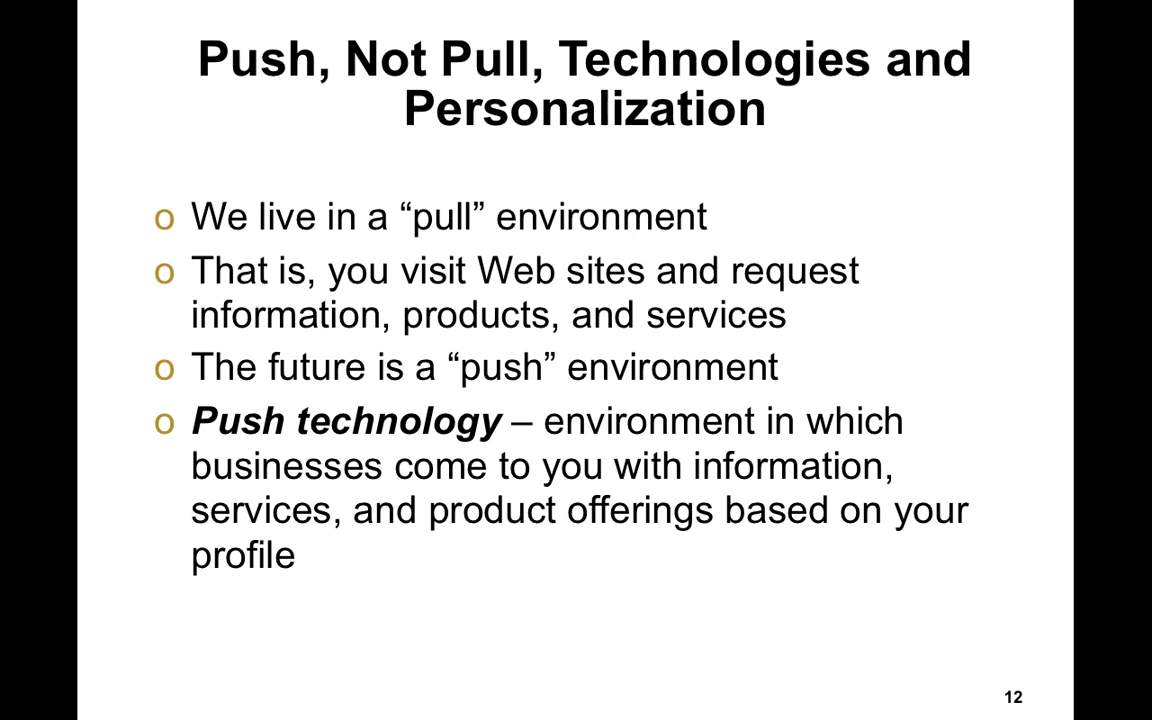 Push, Not Pull, Technologies and
Personalization
o We live in a “pull” environment
o That is, you visit Web sites and request
information, products, and services
o The future is a “push” environment
o Push technology – environment in which
businesses come to you with information,
services, and product offerings based on your
profile
12